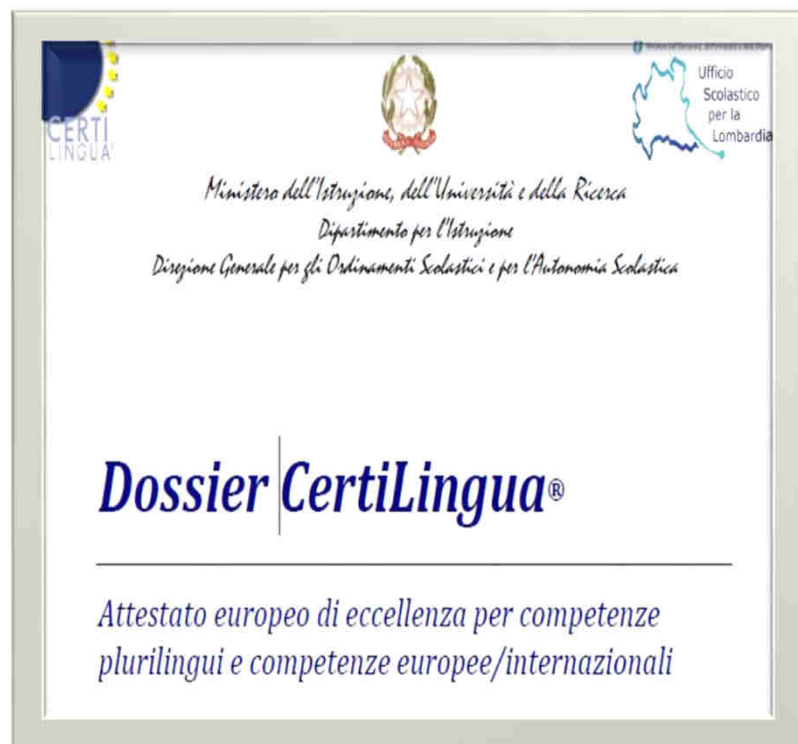 CERTI
LINGUA
Ufficio
Scolastico
per la
Lombardia
Ministero dell'Istruzione, dell'Università e della Ricerca
Dipartimento per l'Istruzione
Direzione Generale per gli Ordinamenti Scolastici e per l'Autonomia Scolastica
Dossier CertiLingua®
Attestato europeo di eccellenza per competenze
plurilingui e competenze europee/internazionali